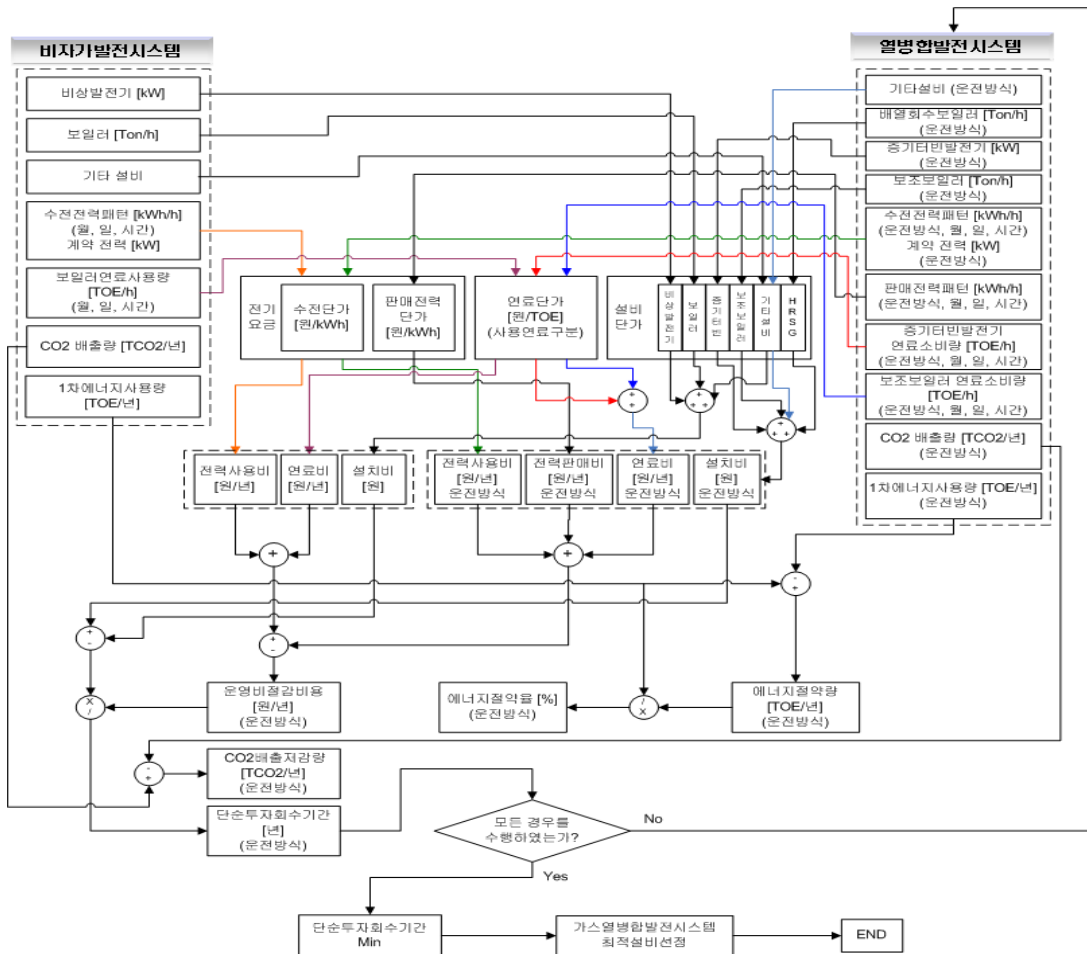 비자가발전시스템
비상발전기 [kW]
보일러 [Ton/h]
기타 설비
수전전력패턴 [kWh/h]
(월, 일, 시간)
계약 전력 [kW]
보일러연료사용량
[TOE/h]
(월, 일, 시간)
CO2 배출량 [TCO2/년]
1차에너지사용량
[TOE/년]
열병합발전시스템
기타설비 (운전방식)
배열회수보일러 [Ton/h]
(운전방식)
증기터빈발전기 [kW]
(운전방식)
보조보일러 [Ton/h]
(운전방식)
수전전력패턴 [kWh/h]
(운전방식, 월, 일, 시간)
계약 전력 [kW]
(운전방식)
판매전력패턴 [kWh/h]
(운전방식, 월, 일, 시간)
증기터빈발전기
연료소비량 [TOE/h]
(운전방식, 월, 일, 시간)
보조보일러 연료소비량
[TOE/h]
(운전방식, 월, 일, 시간)
CO2 배출량 [TCO2/년]
(운전방식)
1차에너지사용량 [TOE/년]
(운전방식)
전기
요금
수전단가
[원/kWh]
판매전력
단가
[원/kWh]
연료단가
[원/TOE]
(사용연료구분)
설비
단가
비상발전기
보일러
증기터빈
보조보일러
기타설비
HRSG
+
+
+
+ +
+
+ +
전력사용비
[원/년]
연료비
[원/년]
설치비
[원]
전력사용비
[원/년]
운전방식
전력판매비
[원/년]
운전방식
연료비
[원/년]
운전방식
설치비
[원]
운전방식
+
+
-
+
+
-
+
-
X
/
운영비절감비용
[원/년]
(운전방식)
에너지절약율 [%]
(운전방식)
/
X
에너지절약량
[TOE/년]
(운전방식)
-
+
CO2배출저감량
[TCO2/년]
(운전방식)
단순투자회수기간
[년]
(운전방식)
모든 경우를
수행하였는가?
No
Yes
단순투자회수기간
Min
가스열병합발전시스템
최적설비선정
END